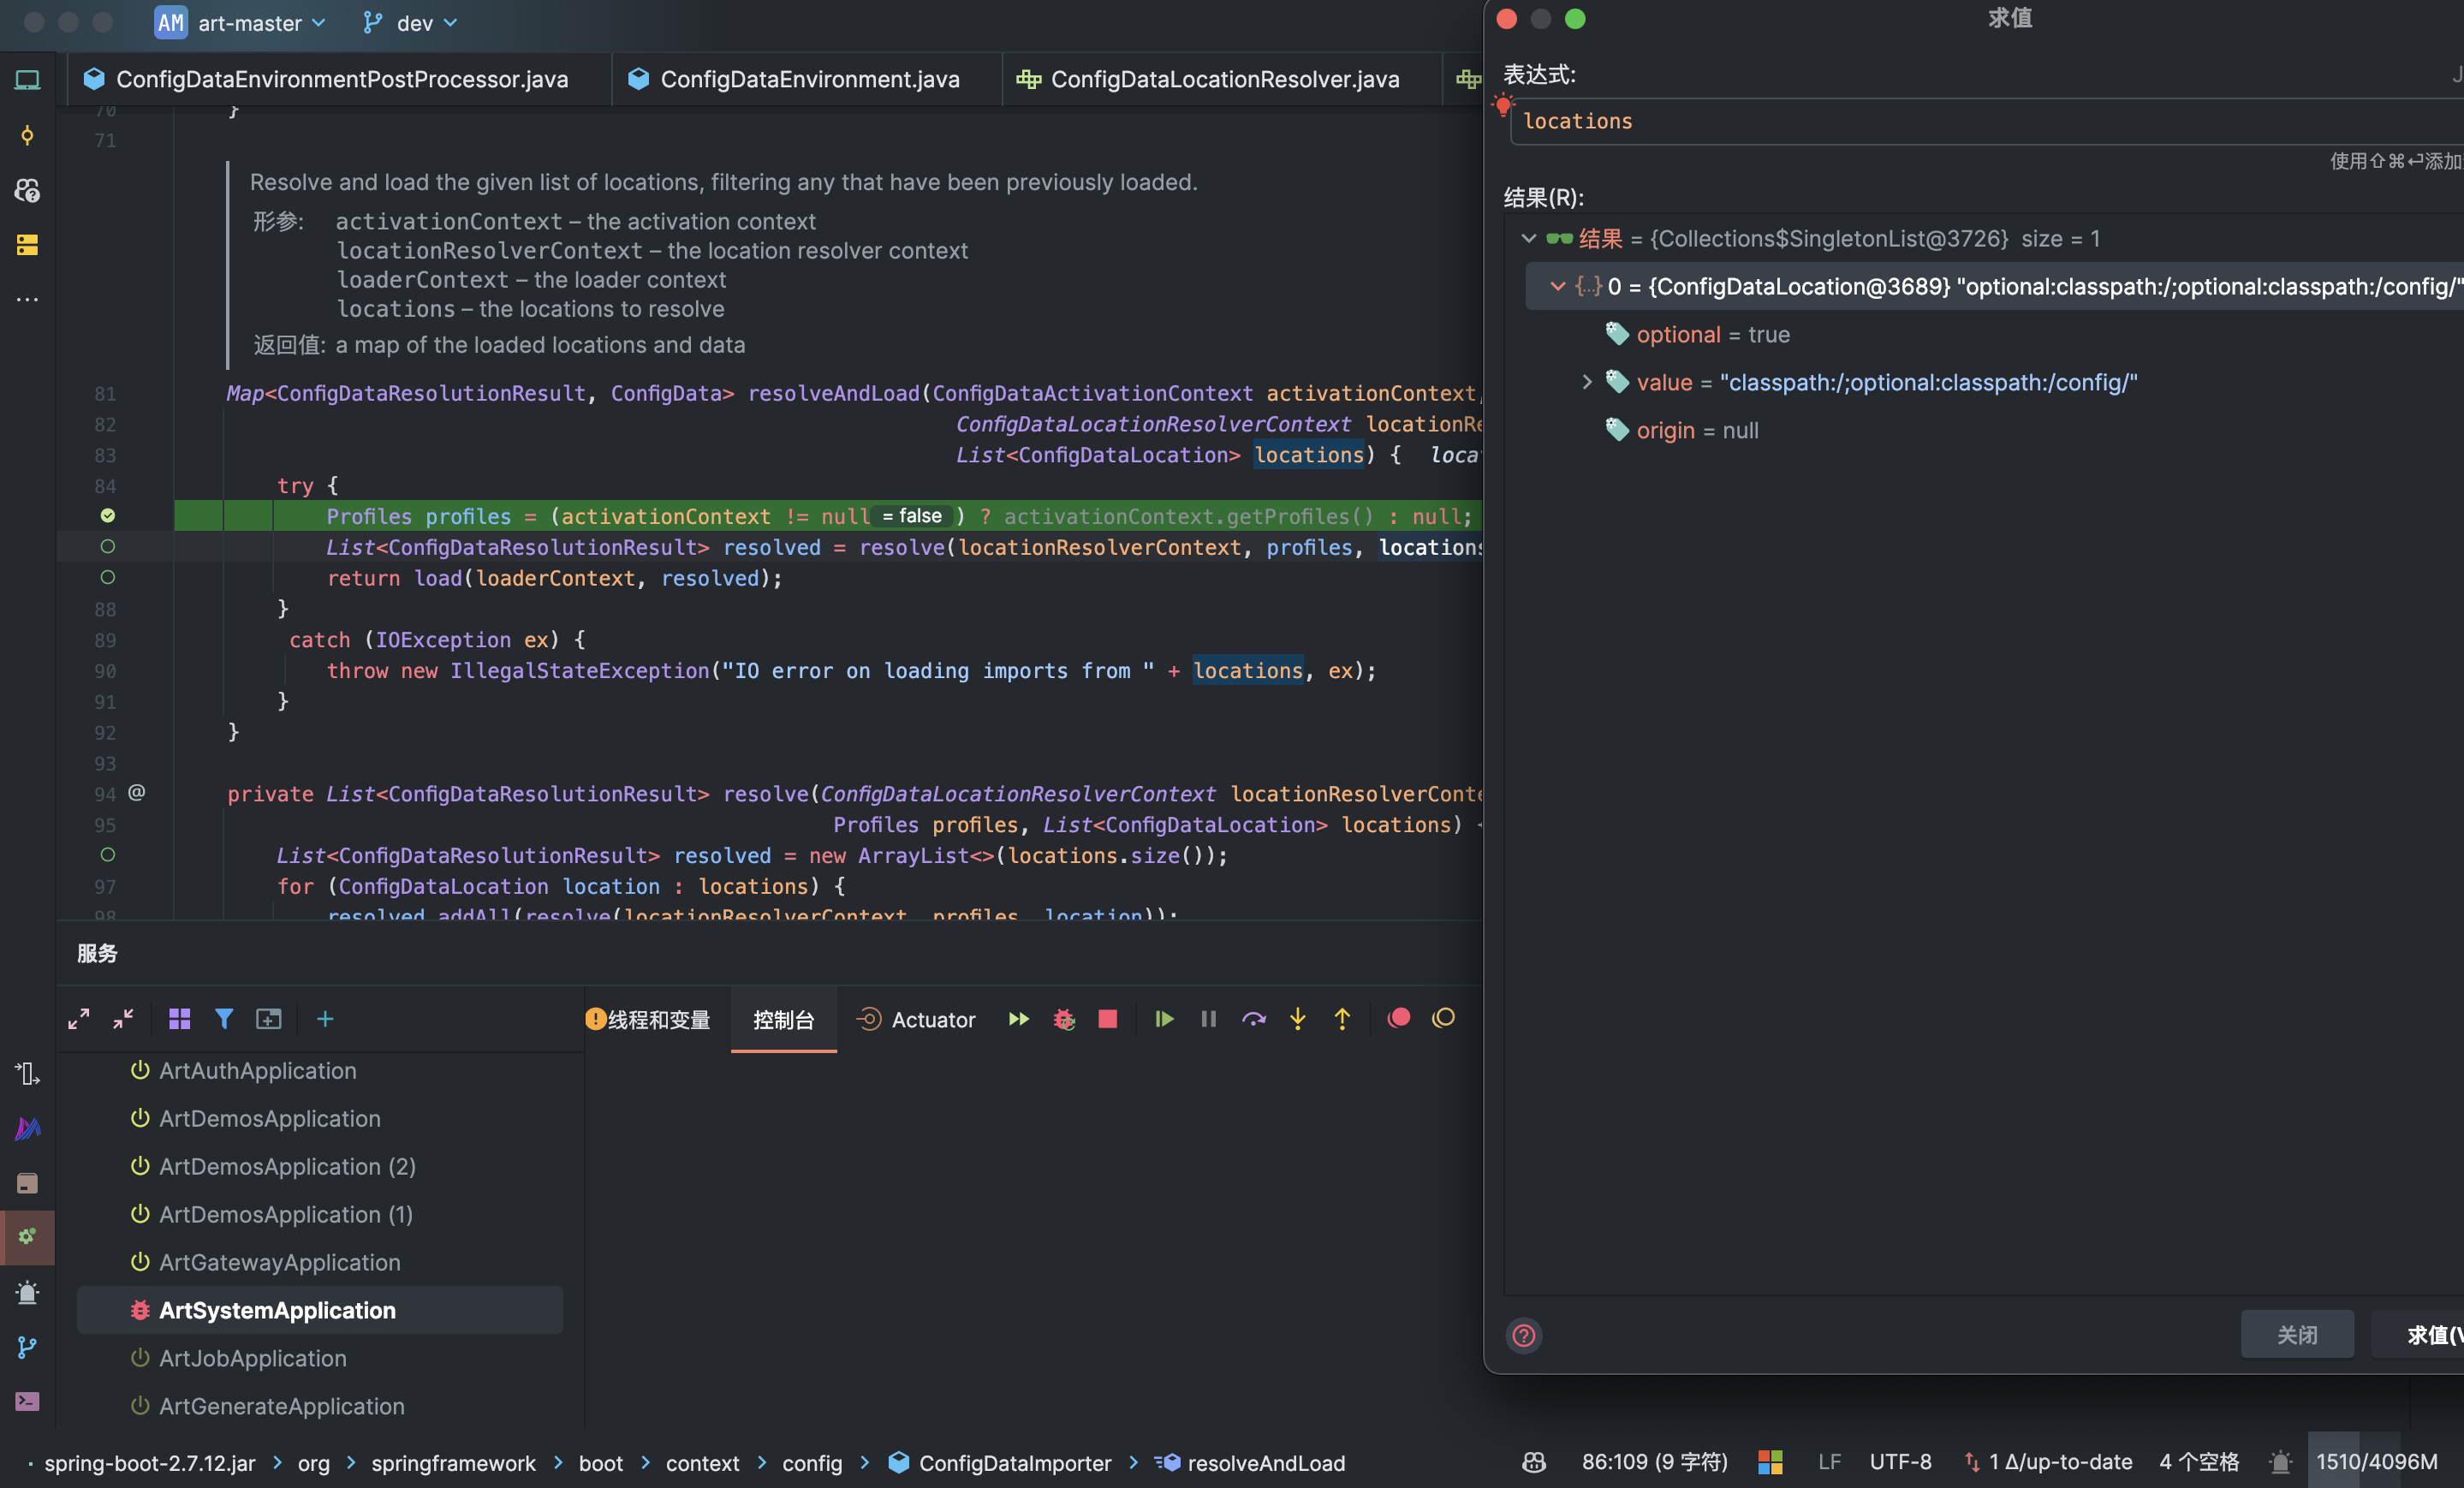 AM art-master dev
ConfigDataEnvironmentPostProcessor.java ConfigDataEnvironment.java ConfigDataLocationResolver.java
70 }
71
Resolve and load the given list of locations, filtering any that have been previously loaded.
形参: activationContext – the activation context
locationResolverContext – the location resolver context
loaderContext – the loader context
locations – the locations to resolve
返回值: a map of the loaded locations and data
81 Map<ConfigDataResolutionResult, ConfigData> resolveAndLoad(ConfigDataActivationContext activationContext,
82 ConfigDataLocationResolverContext locationRe
83 List<ConfigDataLocation> locations) { loca
84 try {
Profiles profiles = (activationContext != null = false ) ? activationContext.getProfiles() : null;
List<ConfigDataResolutionResult> resolved = resolve(locationResolverContext, profiles, locations
return load(loaderContext, resolved);
88 }
89 catch (IOException ex) {
90 throw new IllegalStateException("IO error on loading imports from " + locations, ex);
91 }
92 }
93
94 @ private List<ConfigDataResolutionResult> resolve(ConfigDataLocationResolverContext locationResolverConte
95 Profiles profiles, List<ConfigDataLocation> locations) {
List<ConfigDataResolutionResult> resolved = new ArrayList<>(locations.size());
97 for (ConfigDataLocation location : locations) {
98 resolved.addAll(resolve(locationResolverContext, profiles, location));
求值
表达式:
locations
使用⇧⌘⏎添加
结果(R):
结果 = {Collections$SingletonList@3726} size = 1
{...} 0 = {ConfigDataLocation@3689} "optional:classpath:/;optional:classpath:/config/"
optional = true
value = "classpath:/;optional:classpath:/config/"
origin = null
关闭 求值(V
服务
线程和变量 控制台 Actuator
ArtAuthApplication
ArtDemosApplication
ArtDemosApplication (2)
ArtDemosApplication (1)
ArtGatewayApplication
ArtSystemApplication
ArtJobApplication
ArtGenerateApplication
spring-boot-2.7.12.jar > org > springframework > boot > context > config > ConfigDataImporter > resolveAndLoad 86:109 (9 字符) LF UTF-8 1 Δ/up-to-date 4 个空格 1510/4096M